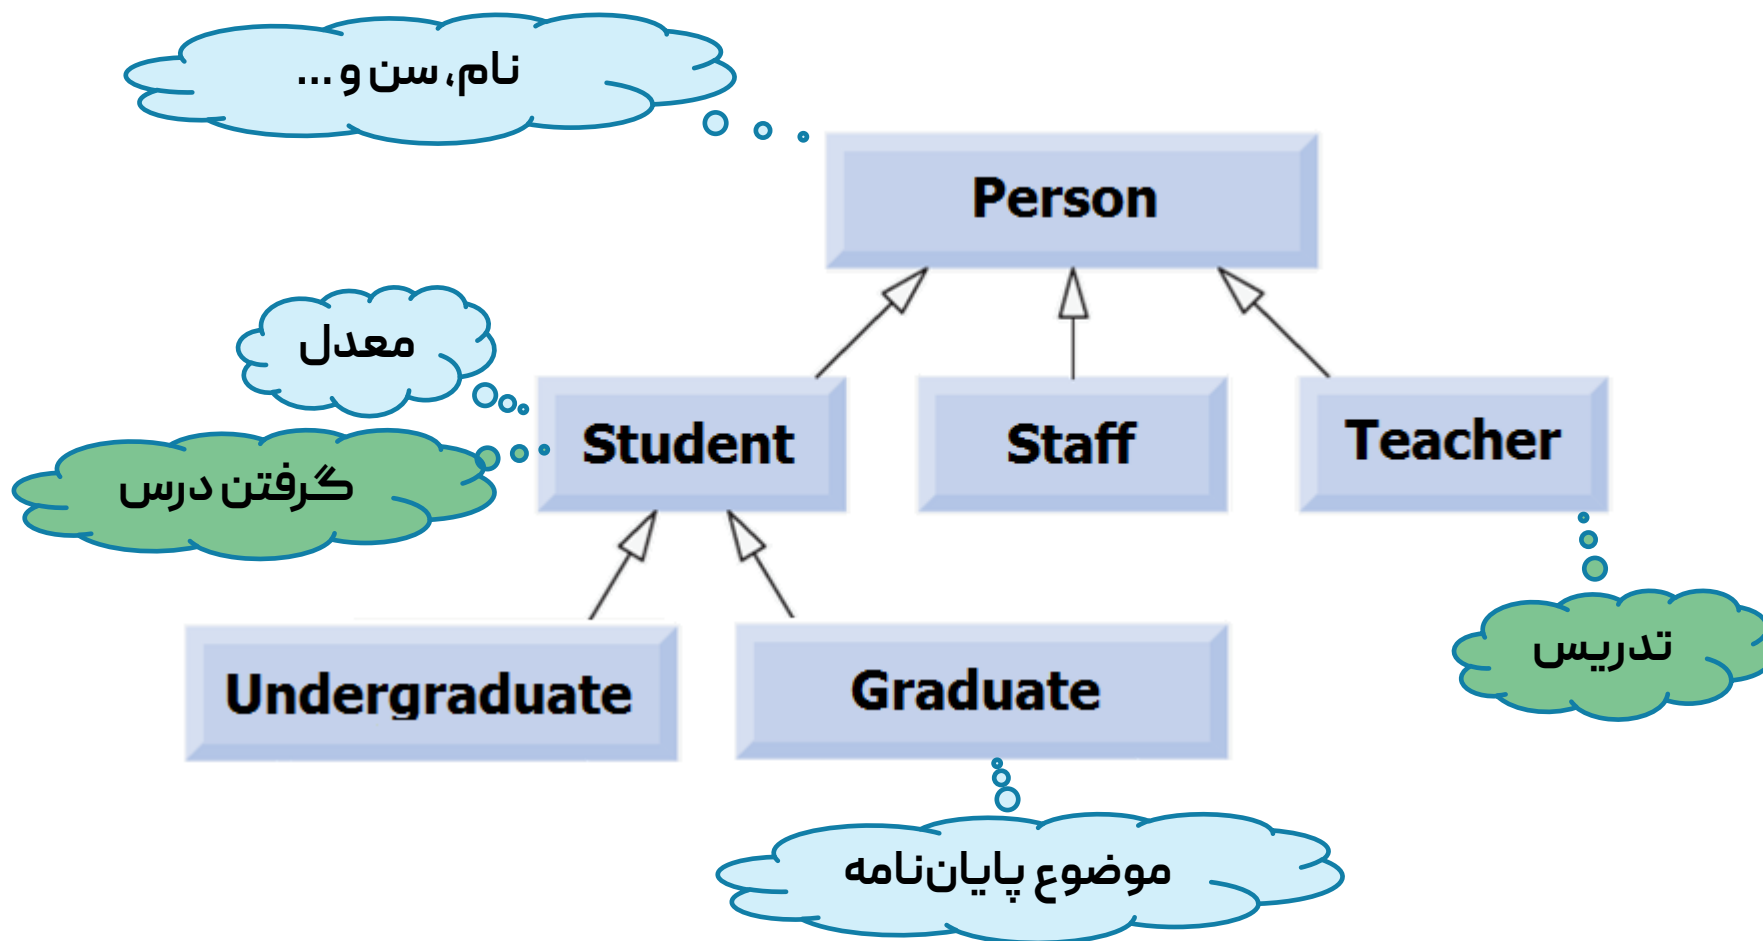 نام، سن و ...
Person
معدل
Student
Staff
Teacher
گرفتن درس
تدریس
Undergraduate
Graduate
موضوع پایان‌نامه